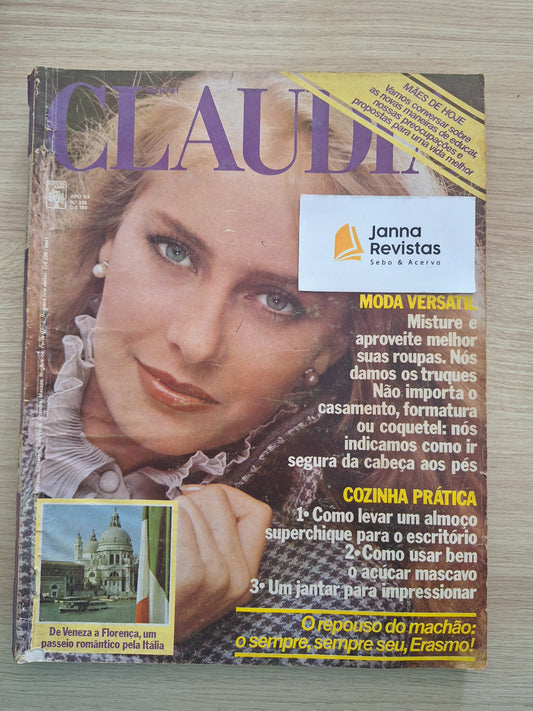 CLAUDIA
MÃES DE HOJE
Vamos conversar sobre
as novas maneiras de educar,
nossas preocupações e
propostas para uma vida melhor
ANO XX
Janna
Revistas
Sebo & Acervo
MODA VERSÁTIL
Misture e
aproveite melhor
suas roupas. Nós
damos os truques
Não importa o
casamento, formatura
ou coquetel: nós
indicamos como ir
segura da cabeça aos pés
COZINHA PRÁTICA
1• Como levar um almoço
superchique para o escritório
2• Como usar bem
o açúcar mascavo
3• Um jantar para impressionar
De Veneza a Florença, um
passeio romântico pela Itália
O repouso do machão:
o sempre, sempre seu, Erasmo!